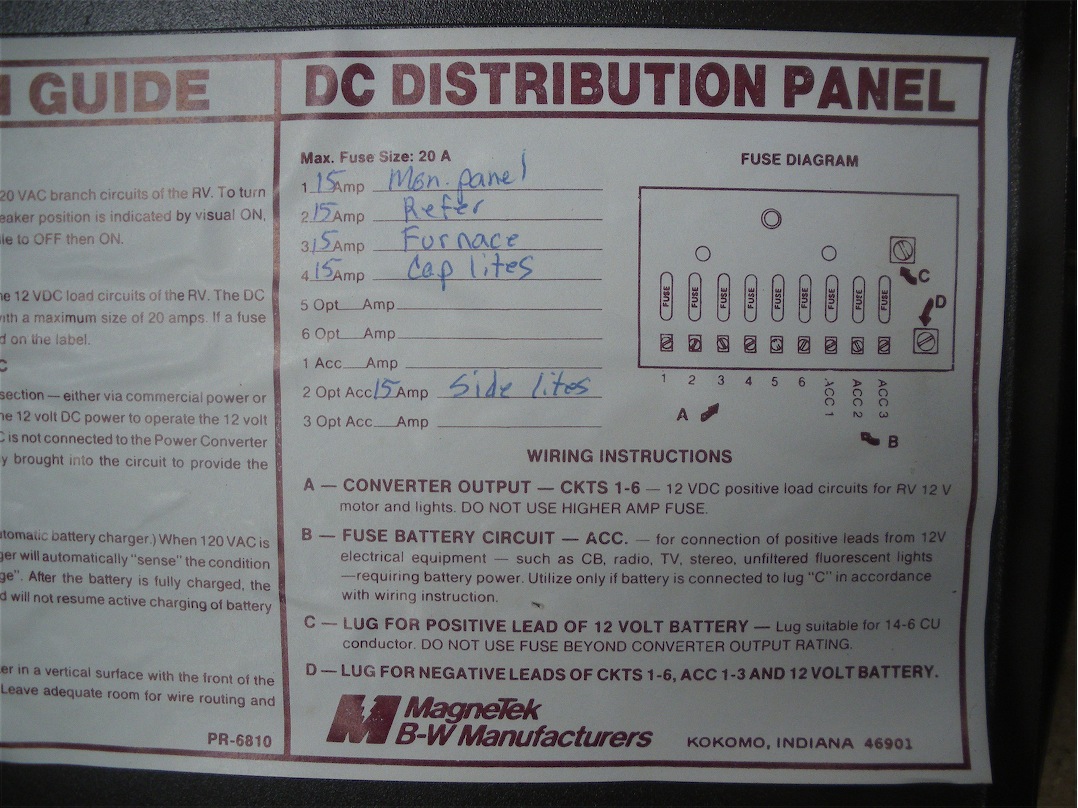 GUIDE
20 VAC branch circuits of the RV. To turn
eaker position is indicated by visual ON,
le to OFF then ON.
he 12 VDC load circuits of the RV. The DC
with a maximum size of 20 amps. If a fuse
d on the label.
C
section — either via commercial power or
he 12 volt DC power to operate the 12 volt
C is not connected to the Power Converter
y brought into the circuit to provide the
utomatic battery charger.) When 120 VAC is
ger will automatically "sense" the condition
ge". After the battery is fully charged, the
d will not resume active charging of battery
er in a vertical surface with the front of the
Leave adequate room for wire routing and
PR-6810
DC DISTRIBUTION PANEL
Max. Fuse Size: 20 A
1 15 Amp Mon. panel
2 15 Amp Refer
3 15 Amp Furnace
4 15 Amp Cap lites
5 Opt Amp
6 Opt Amp
1 Acc Amp
2 Opt Acc 15 Amp Side lites
3 Opt Acc Amp
FUSE DIAGRAM
C
D
FUSE FUSE FUSE FUSE FUSE FUSE FUSE FUSE FUSE
1 2 3 4 5 6 ACC 1 ACC 2 ACC 3
A
B
WIRING INSTRUCTIONS
A — CONVERTER OUTPUT — CKTS 1-6 — 12 VDC positive load circuits for RV 12 V
motor and lights. DO NOT USE HIGHER AMP FUSE.
B — FUSE BATTERY CIRCUIT — ACC. — for connection of positive leads from 12V
electrical equipment — such as CB, radio, TV, stereo, unfiltered fluorescent lights
—requiring battery power. Utilize only if battery is connected to lug "C" in accordance
with wiring instruction.
C — LUG FOR POSITIVE LEAD OF 12 VOLT BATTERY — Lug suitable for 14-6 CU
conductor. DO NOT USE FUSE BEYOND CONVERTER OUTPUT RATING.
D — LUG FOR NEGATIVE LEADS OF CKTS 1-6, ACC 1-3 AND 12 VOLT BATTERY.
MagneTek
B-W Manufacturers KOKOMO, INDIANA 46901